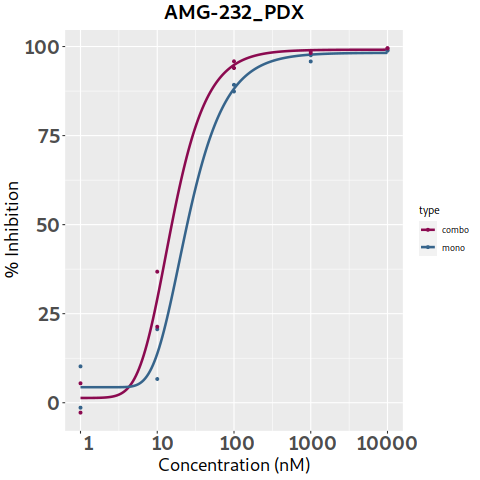 AMG-232_PDX
% Inhibition
100
75
50
25
0
1 10 100 1000 10000
Concentration (nM)
type
combo
mono